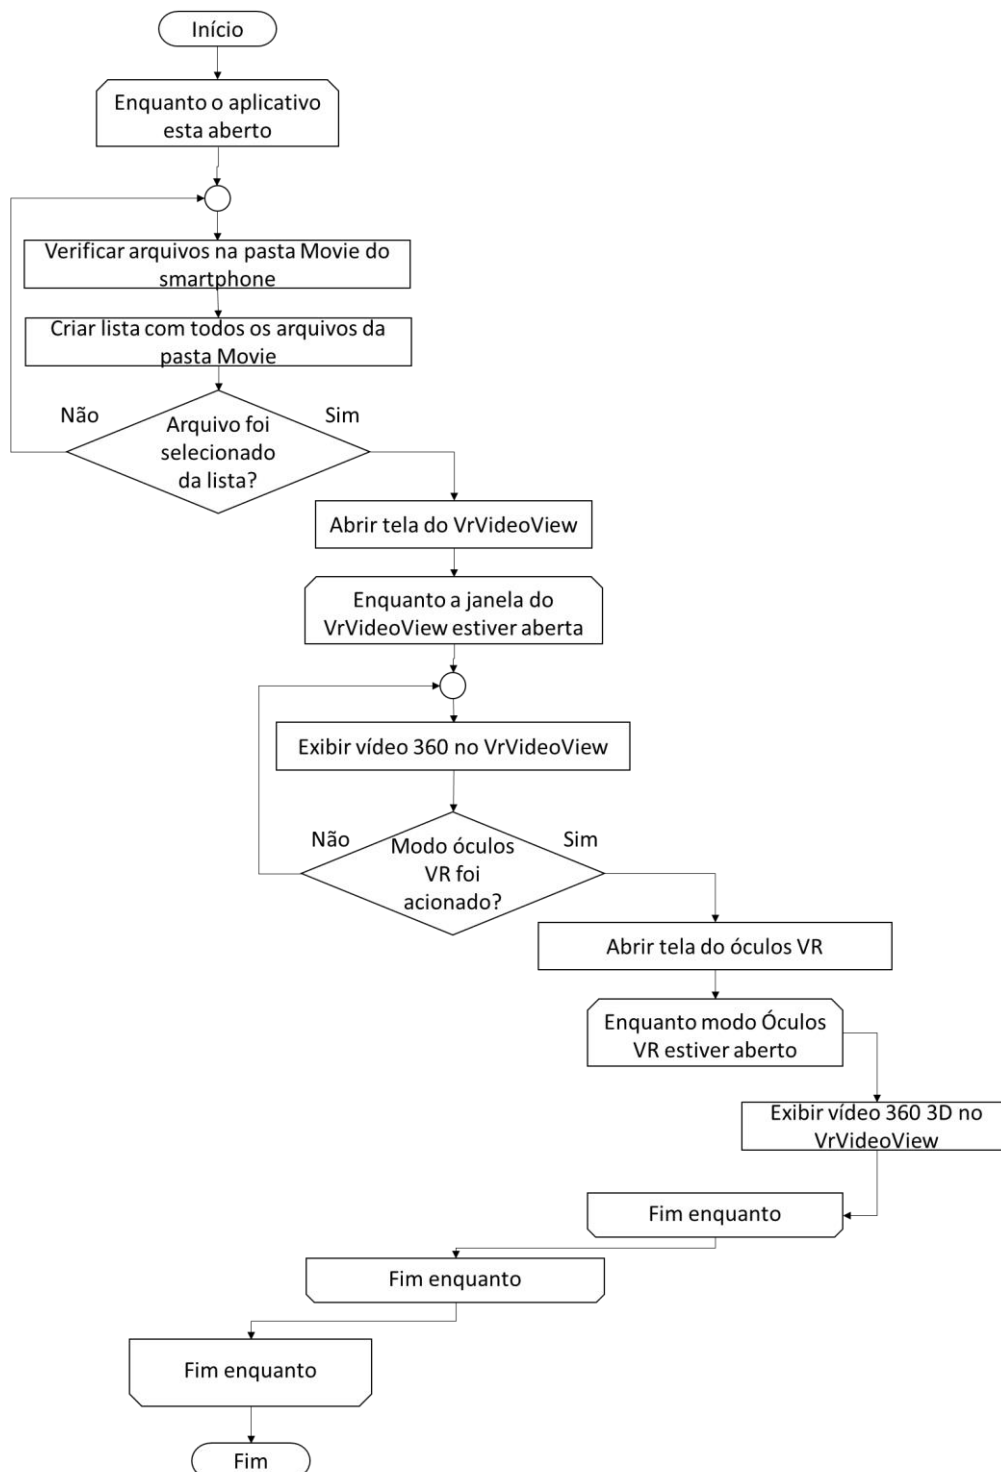 Início
Enquanto o aplicativo
esta aberto
Verificar arquivos na pasta Movie do
smartphone
Criar lista com todos os arquivos da
pasta Movie
Não
Sim
Arquivo foi
selecionado
da lista?
Abrir tela do VrVideoView
Enquanto a janela do
VrVideoView estiver aberta
Exibir vídeo 360 no VrVideoView
Não
Sim
Modo óculos
VR foi
acionado?
Abrir tela do óculos VR
Enquanto modo Óculos
VR estiver aberto
Exibir vídeo 360 3D no
VrVideoView
Fim enquanto
Fim enquanto
Fim enquanto
Fim